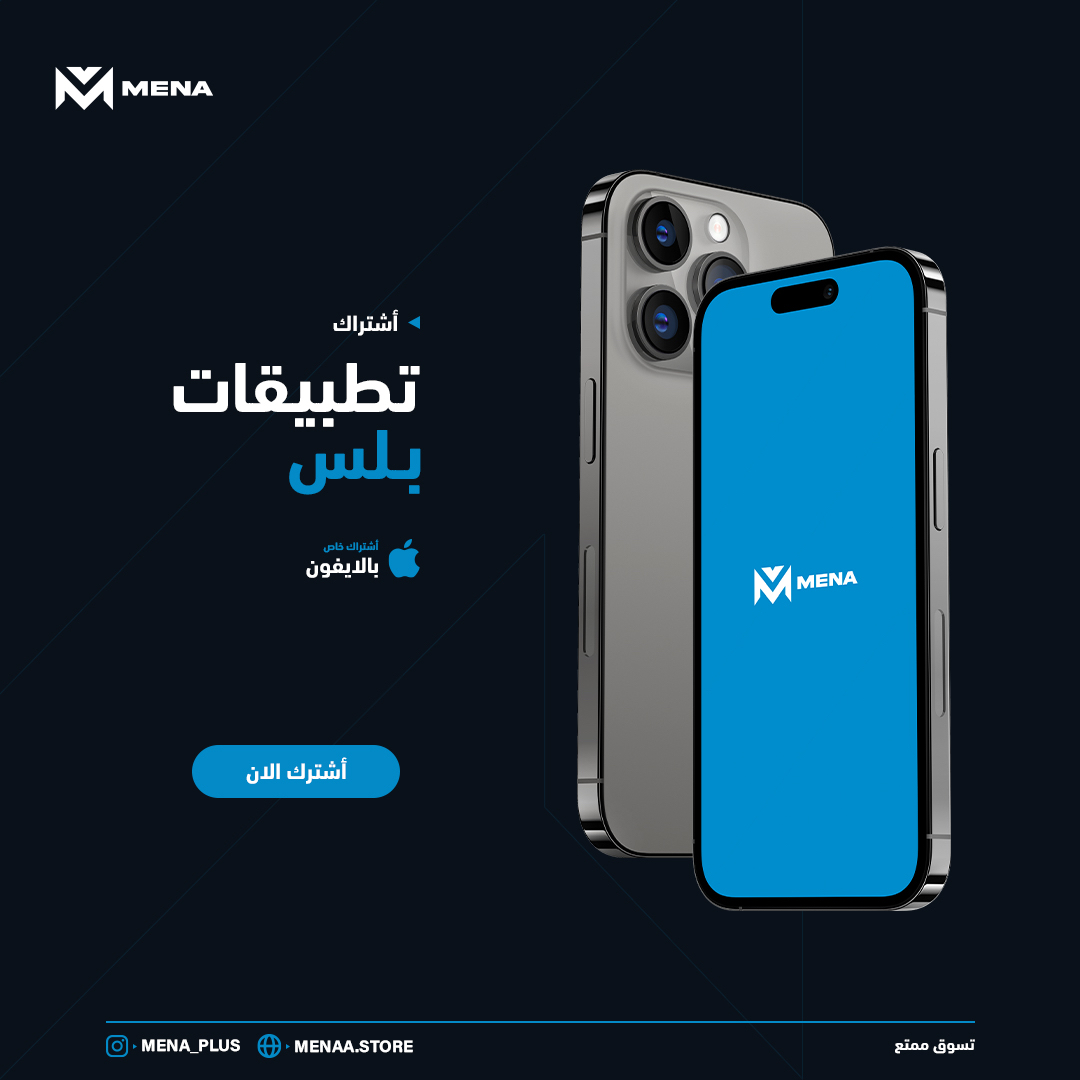 MENA
أشتراك
تطبيقات
بلس
أشتراك خاص
بالايفون
MENA
أشترك الان
MENA_PLUS
MENAA.STORE
تسوق ممتع